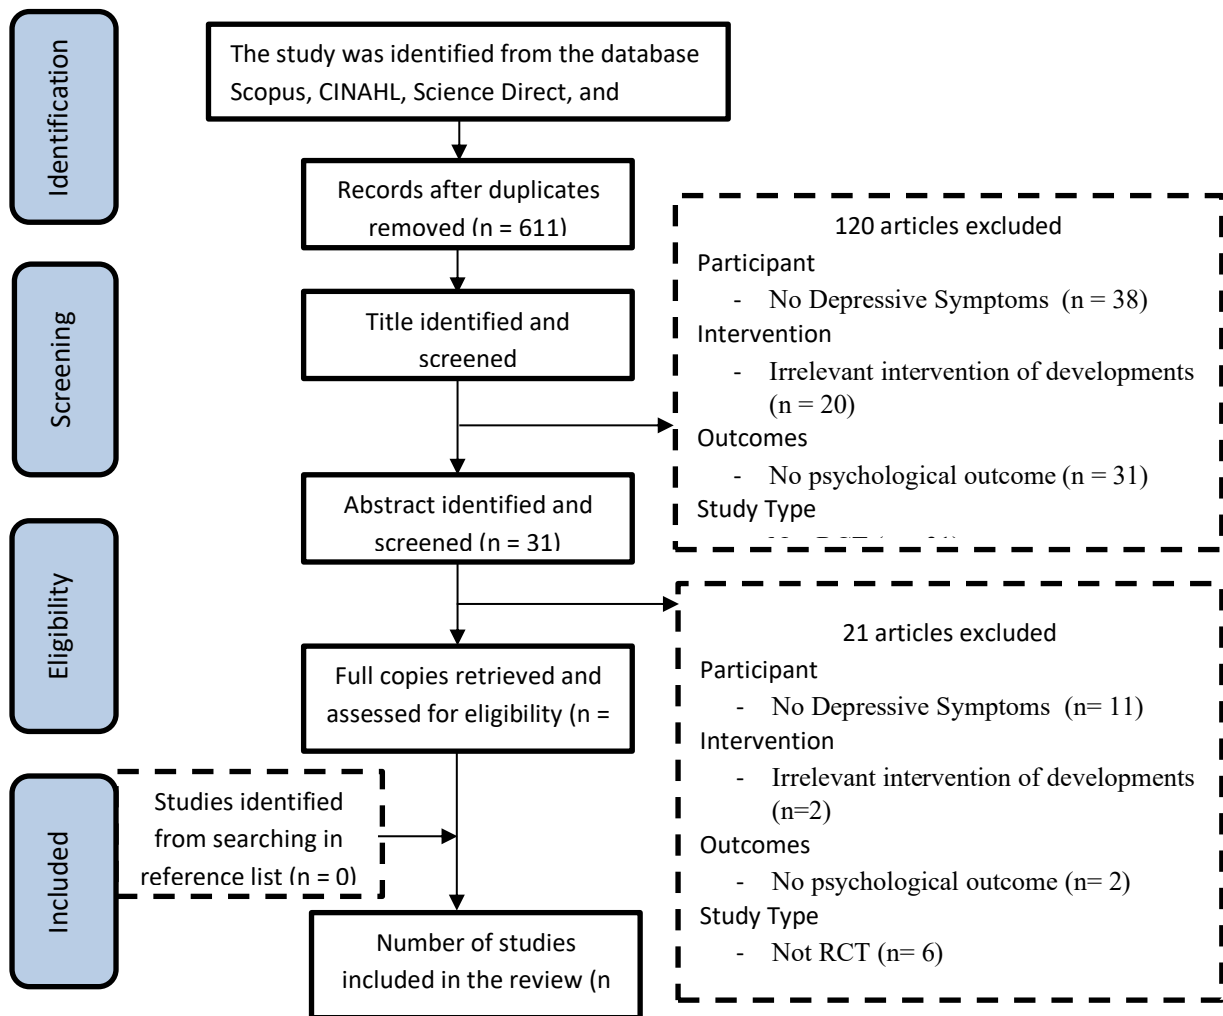 Identification
The study was identified from the database
Scopus, CINAHL, Science Direct, and
Records after duplicates
removed (n = 611)
120 articles excluded
Participant
- No Depressive Symptoms (n = 38)
Intervention
- Irrelevant intervention of developments
(n = 20)
Outcomes
- No psychological outcome (n = 31)
Study Type
Screening
Title identified and
screened
Abstract identified and
screened (n = 31)
Eligibility
Full copies retrieved and
assessed for eligibility (n =
21 articles excluded
Participant
- No Depressive Symptoms (n= 11)
Intervention
- Irrelevant intervention of developments
(n=2)
Outcomes
- No psychological outcome (n= 2)
Study Type
- Not RCT (n= 6)
Included
Studies identified
from searching in
reference list (n = 0)
Number of studies
included in the review (n